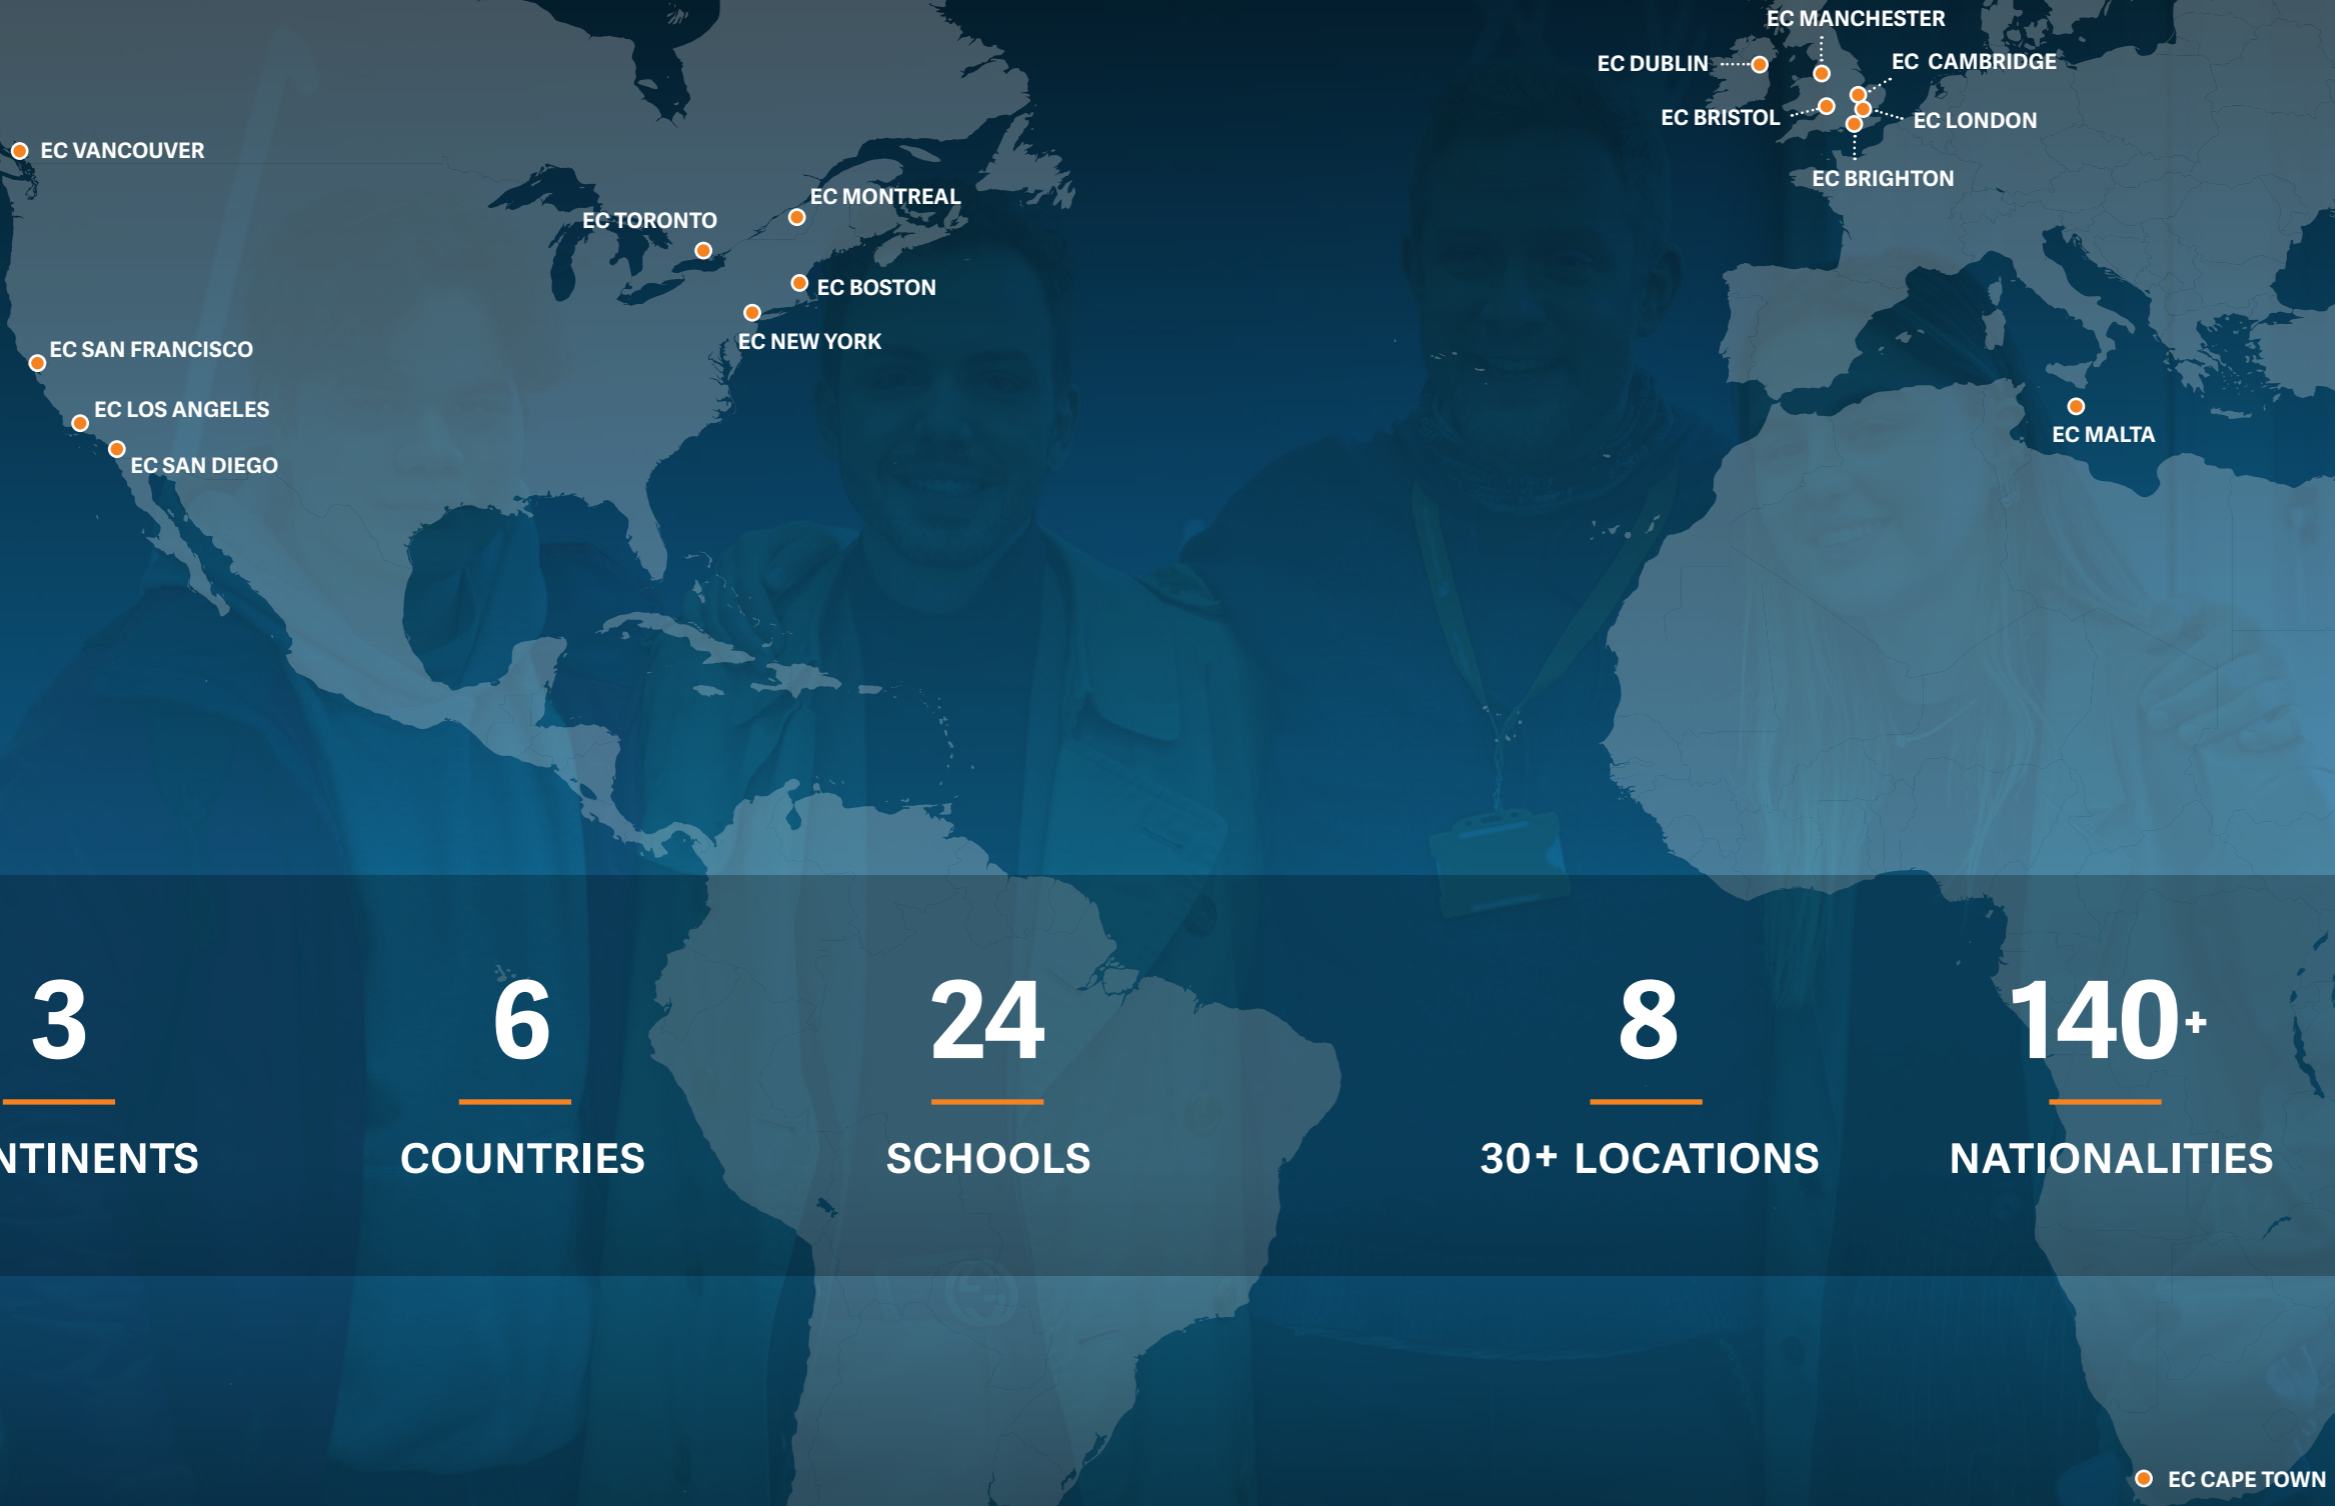 EC MANCHESTER
EC DUBLIN
EC CAMBRIDGE
EC BRISTOL
EC LONDON
EC VANCOUVER
EC BRIGHTON
EC MONTREAL
EC TORONTO
EC BOSTON
EC NEW YORK
EC SAN FRANCISCO
EC LOS ANGELES
EC MALTA
EC SAN DIEGO
3
NTINENTS
6
COUNTRIES
24
SCHOOLS
8
30+ LOCATIONS
140+
NATIONALITIES
EC CAPE TOWN